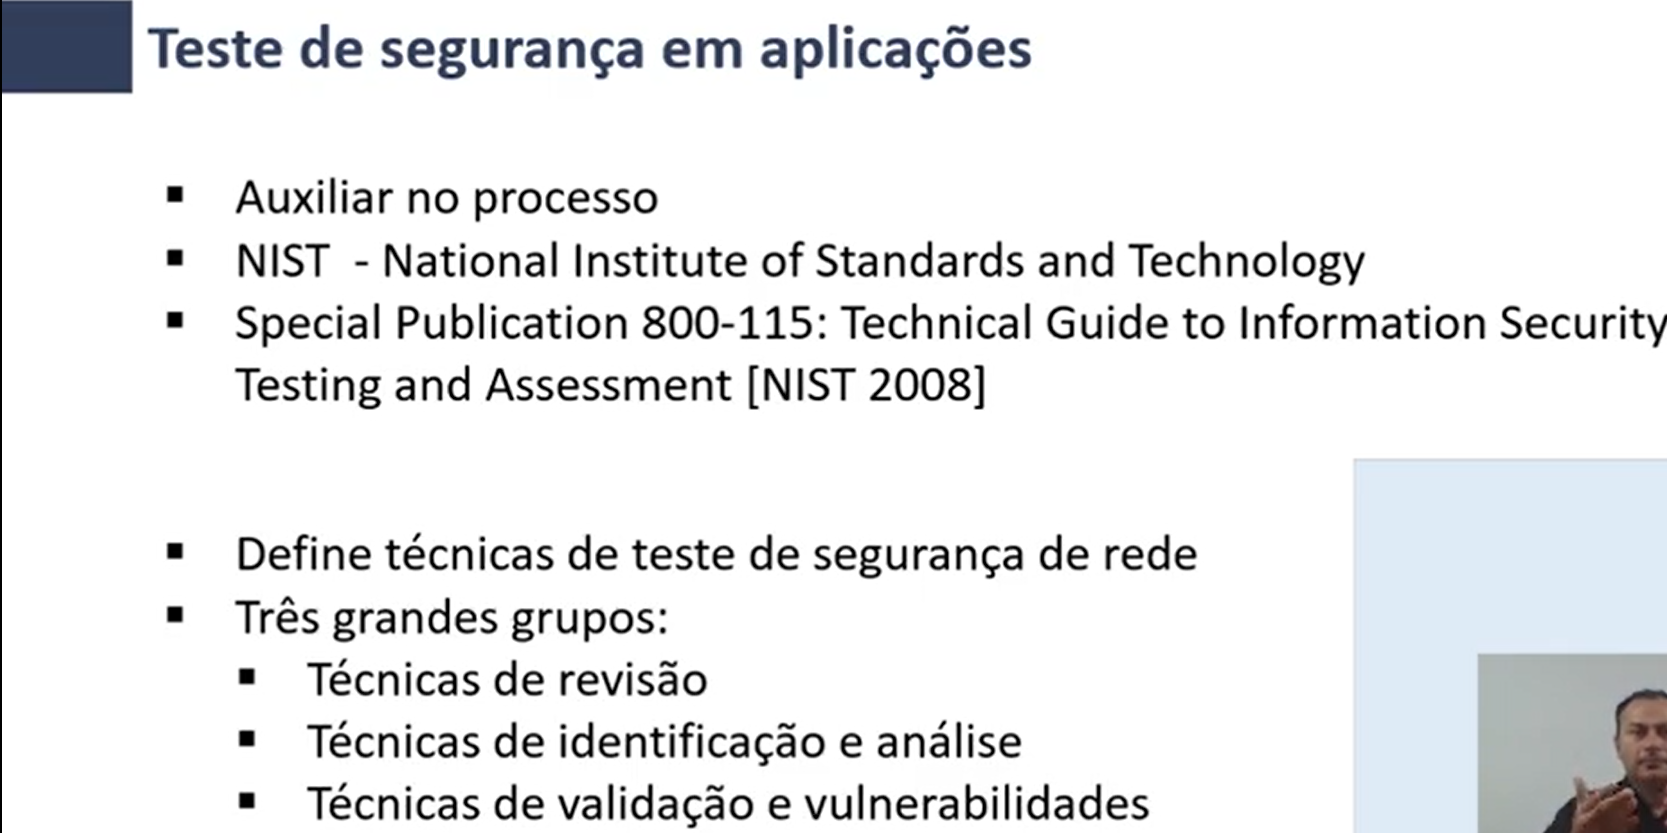 Teste de segurança em aplicações
▪ Auxiliar no processo
▪ NIST - National Institute of Standards and Technology
▪ Special Publication 800-115: Technical Guide to Information Security
Testing and Assessment [NIST 2008]
▪ Define técnicas de teste de segurança de rede
▪ Três grandes grupos:
▪ Técnicas de revisão
▪ Técnicas de identificação e análise
▪ Técnicas de validação e vulnerabilidades